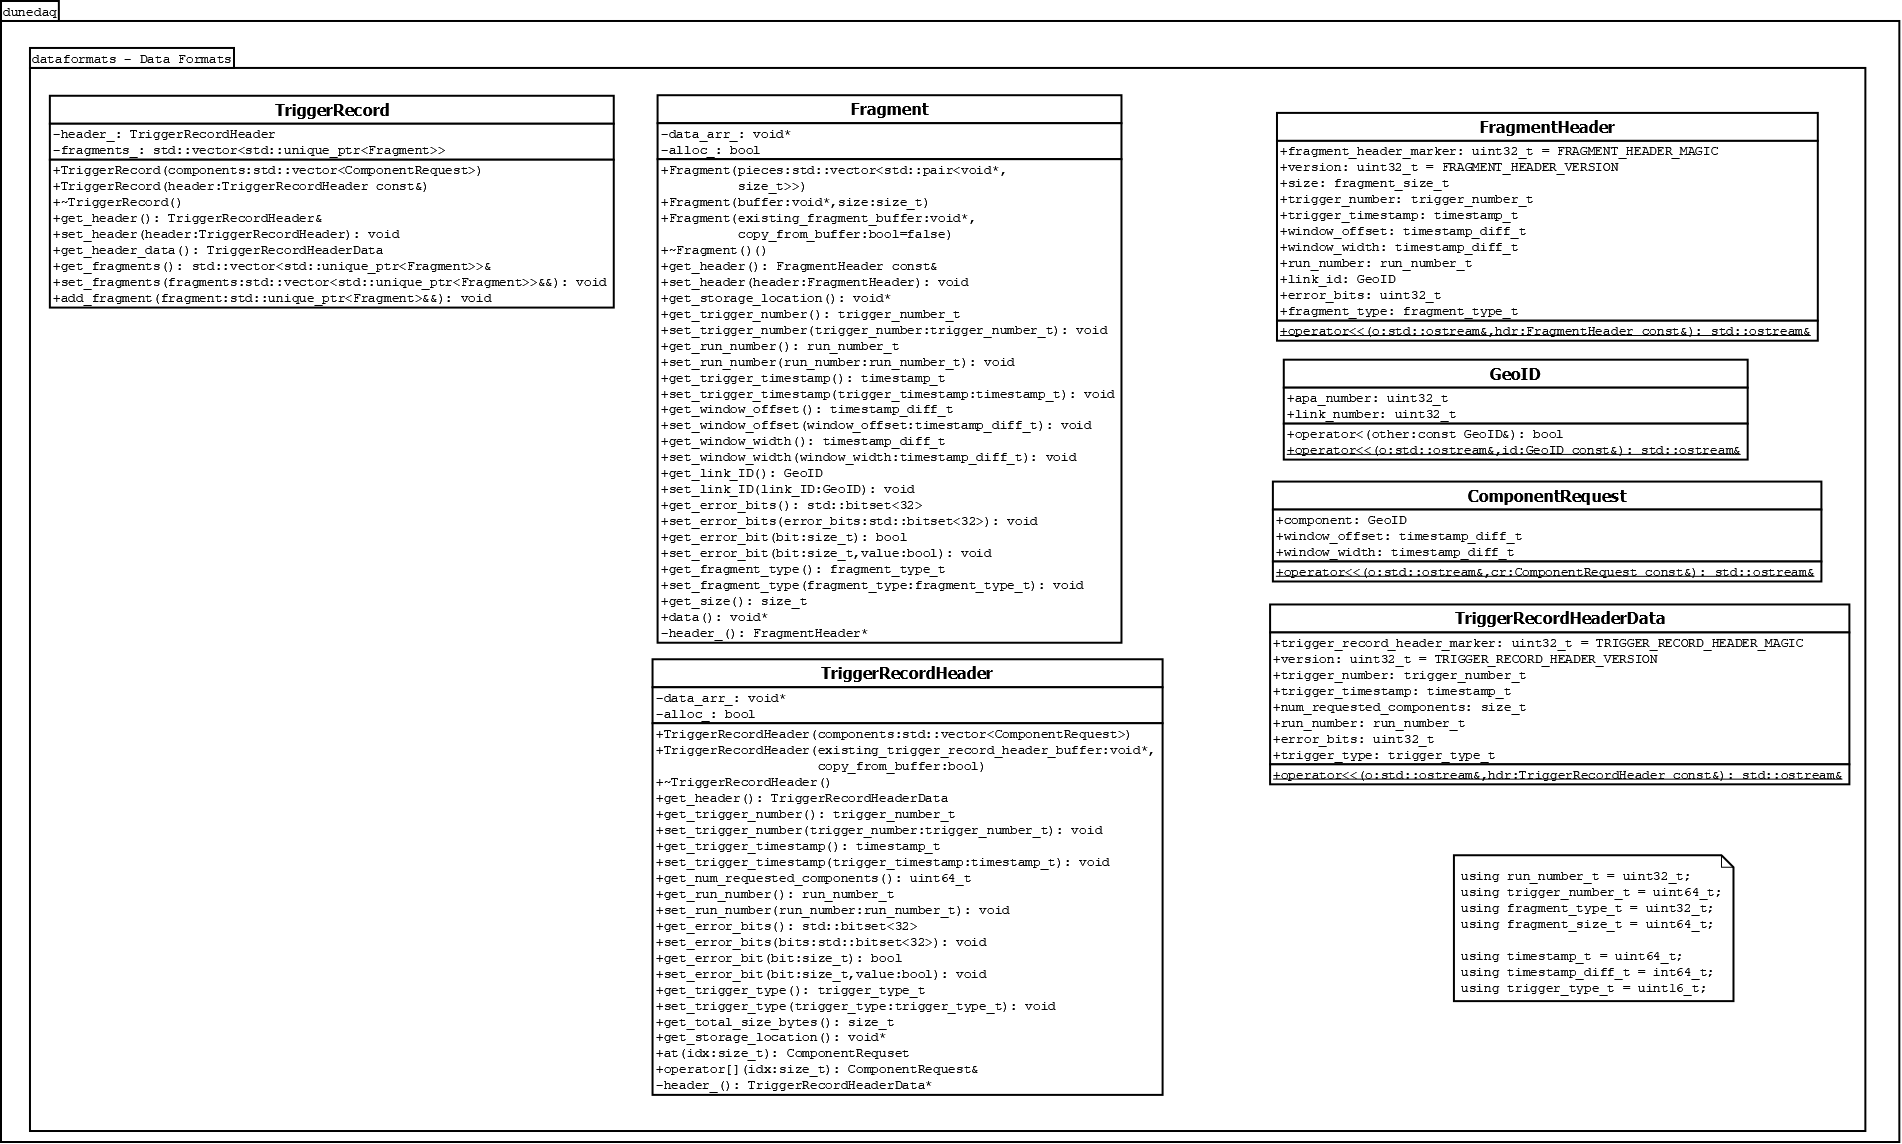 dunedaq
dataformats - Data Formats
TriggerRecord
-header_: TriggerRecordHeader
-fragments_: std::vector<std::unique_ptr<Fragment>>
+TriggerRecord(components:std::vector<ComponentRequest>)
+TriggerRecord(header:TriggerRecordHeader const&)
+~TriggerRecord()
+get_header(): TriggerRecordHeader&
+set_header(header:TriggerRecordHeader): void
+get_header_data(): TriggerRecordHeaderData
+get_fragments(): std::vector<std::unique_ptr<Fragment>>&
+set_fragments(fragments:std::vector<std::unique_ptr<Fragment>>&&): void
+add_fragment(fragment:std::unique_ptr<Fragment>&&): void
Fragment
-data_arr_: void*
-alloc_: bool
+Fragment(pieces:std::vector<std::pair<void*,
size_t>>)
+Fragment(buffer:void*,size:size_t)
+Fragment(existing_fragment_buffer:void*,
copy_from_buffer:bool=false)
+~Fragment()()
+get_header(): FragmentHeader const&
+set_header(header:FragmentHeader): void
+get_storage_location(): void*
+get_trigger_number(): trigger_number_t
+set_trigger_number(trigger_number:trigger_number_t): void
+get_run_number(): run_number_t
+set_run_number(run_number:run_number_t): void
+get_trigger_timestamp(): timestamp_t
+set_trigger_timestamp(trigger_timestamp:timestamp_t): void
+get_window_offset(): timestamp_diff_t
+set_window_offset(window_offset:timestamp_diff_t): void
+get_window_width(): timestamp_diff_t
+set_window_width(window_width:timestamp_diff_t): void
+get_link_ID(): GeoID
+set_link_ID(link_ID:GeoID): void
+get_error_bits(): std::bitset<32>
+set_error_bits(error_bits:std::bitset<32>): void
+get_error_bit(bit:size_t): bool
+set_error_bit(bit:size_t,value:bool): void
+get_fragment_type(): fragment_type_t
+set_fragment_type(fragment_type:fragment_type_t): void
+get_size(): size_t
+data(): void*
-header_(): FragmentHeader*
TriggerRecordHeader
-data_arr_: void*
-alloc_: bool
+TriggerRecordHeader(components:std::vector<ComponentRequest>)
+TriggerRecordHeader(existing_trigger_record_header_buffer:void*,
copy_from_buffer:bool)
+~TriggerRecordHeader()
+get_header(): TriggerRecordHeaderData
+get_trigger_number(): trigger_number_t
+set_trigger_number(trigger_number:trigger_number_t): void
+get_trigger_timestamp(): timestamp_t
+set_trigger_timestamp(trigger_timestamp:timestamp_t): void
+get_num_requested_components(): uint64_t
+get_run_number(): run_number_t
+set_run_number(run_number:run_number_t): void
+get_error_bits(): std::bitset<32>
+set_error_bits(bits:std::bitset<32>): void
+get_error_bit(bit:size_t): bool
+set_error_bit(bit:size_t,value:bool): void
+get_trigger_type(): trigger_type_t
+set_trigger_type(trigger_type:trigger_type_t): void
+get_total_size_bytes(): size_t
+get_storage_location(): void*
+at(idx:size_t): ComponentRequset
+operator[](idx:size_t): ComponentRequest&
-header_(): TriggerRecordHeaderData*
FragmentHeader
+fragment_header_marker: uint32_t = FRAGMENT_HEADER_MAGIC
+version: uint32_t = FRAGMENT_HEADER_VERSION
+size: fragment_size_t
+trigger_number: trigger_number_t
+trigger_timestamp: timestamp_t
+window_offset: timestamp_diff_t
+window_width: timestamp_diff_t
+run_number: run_number_t
+link_id: GeoID
+error_bits: uint32_t
+fragment_type: fragment_type_t
+operator<<(o:std::ostream&,hdr:FragmentHeader const&): std::ostream&
GeoID
+apa_number: uint32_t
+link_number: uint32_t
+operator<(other:const GeoID&): bool
+operator<<(o:std::ostream&,id:GeoID const&): std::ostream&
ComponentRequest
+component: GeoID
+window_offset: timestamp_diff_t
+window_width: timestamp_diff_t
+operator<<(o:std::ostream&,cr:ComponentRequest const&): std::ostream&
TriggerRecordHeaderData
+trigger_record_header_marker: uint32_t = TRIGGER_RECORD_HEADER_MAGIC
+version: uint32_t = TRIGGER_RECORD_HEADER_VERSION
+trigger_number: trigger_number_t
+trigger_timestamp: timestamp_t
+num_requested_components: size_t
+run_number: run_number_t
+error_bits: uint32_t
+trigger_type: trigger_type_t
+operator<<(o:std::ostream&,hdr:TriggerRecordHeader const&): std::ostream&
using run_number_t = uint32_t;
using trigger_number_t = uint64_t;
using fragment_type_t = uint32_t;
using fragment_size_t = uint64_t;
using timestamp_t = uint64_t;
using timestamp_diff_t = int64_t;
using trigger_type_t = uint16_t;